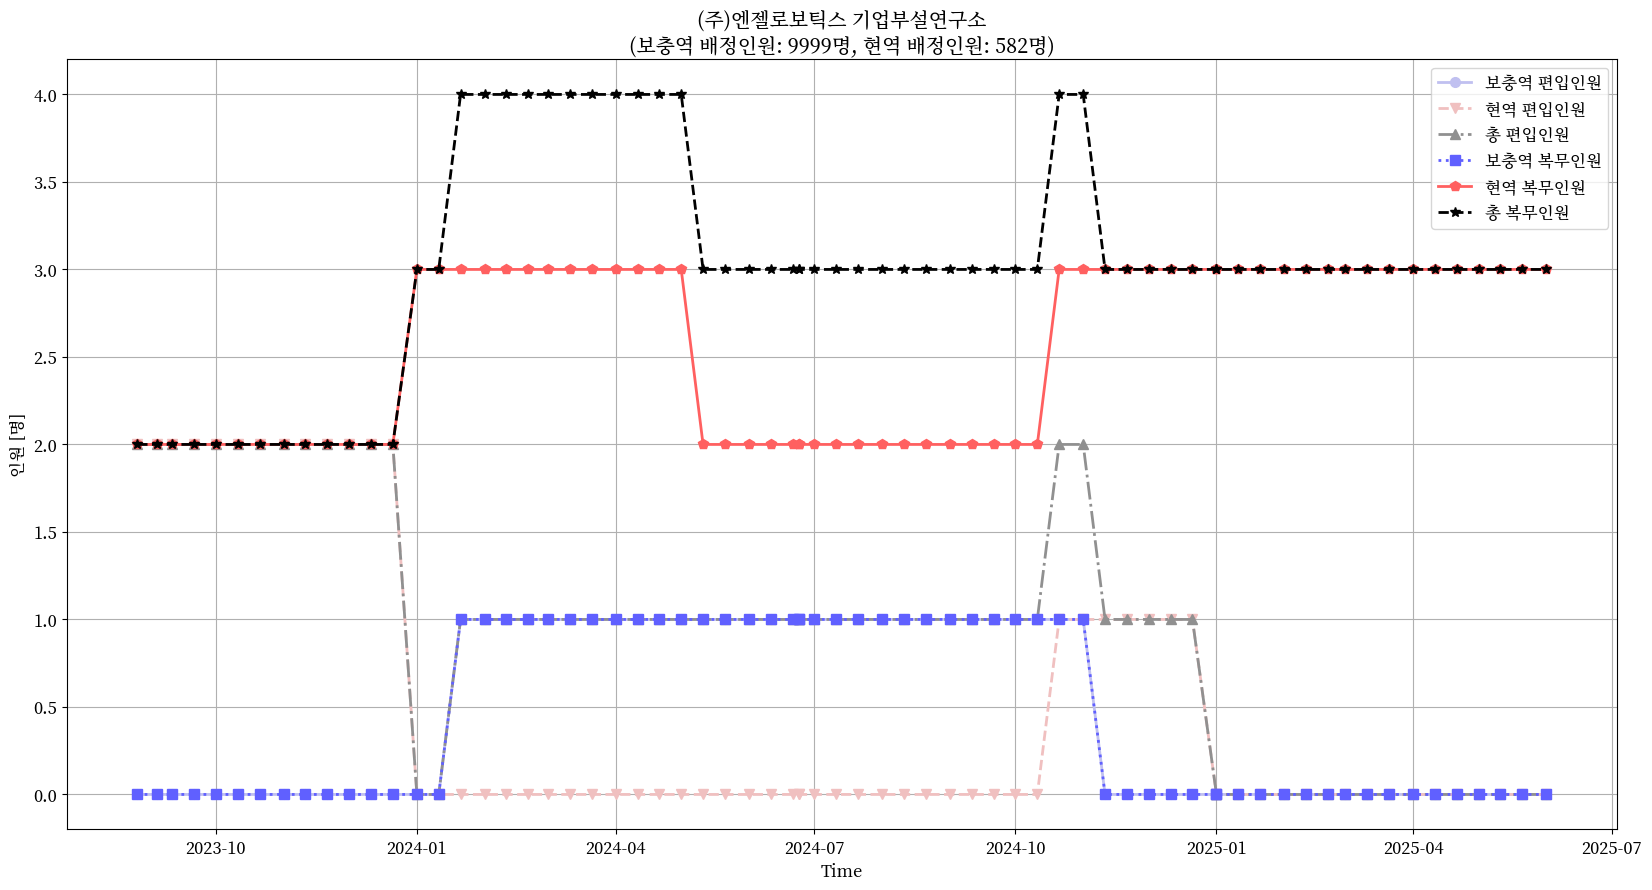 (주)엔젤로보틱스 기업부설연구소
(보충역 배정인원: 9999명, 현역 배정인원: 582명)
보충역 편입인원
현역 편입인원
총 편입인원
보충역 복무인원
현역 복무인원
총 복무인원
4.0
3.5
3.0
2.5
2.0
1.5
1.0
0.5
0.0
인원 [명]
2023-10
2024-01
2024-04
2024-07
2024-10
2025-01
2025-04
2025-07
Time